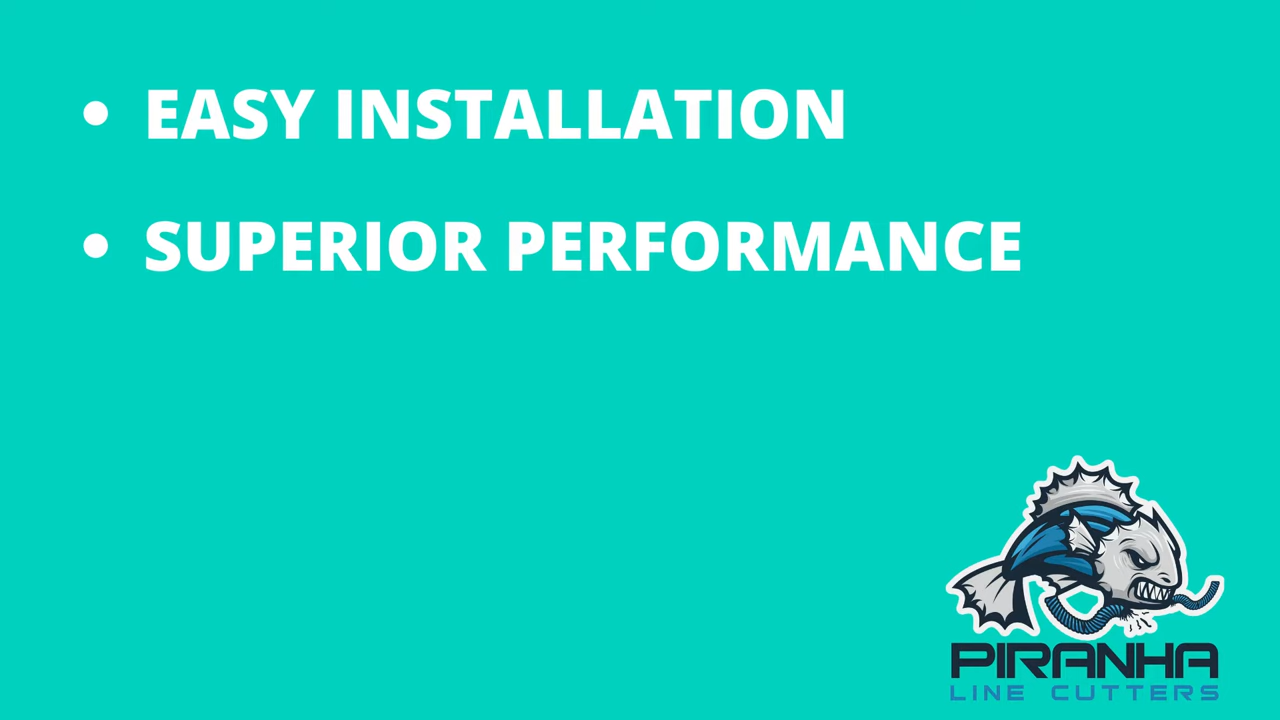 • EASY INSTALLATION
• SUPERIOR PERFORMANCE
PIRANHA
LINE CUTTERS